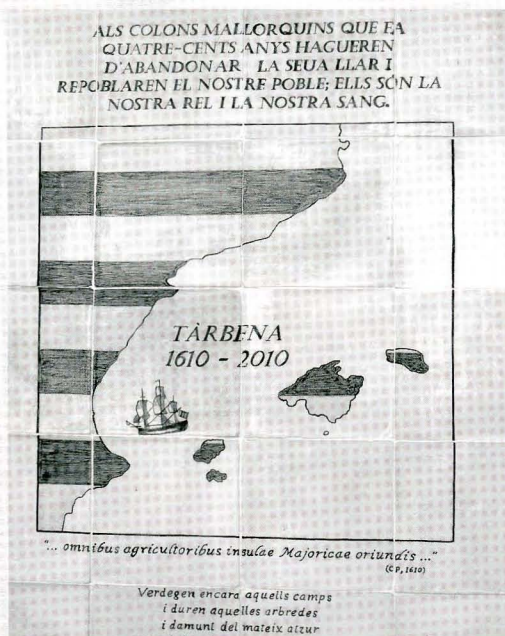 ALS COLONS MALLORQUINS QUE FA
QUATRE-CENTS ANYS HAGUEREN
D'ABANDONAR LA SEUA LLAR I
REPOBLAREN EL NOSTRE POBLE; ELLS SÓN LA
NOSTRA REL I LA NOSTRA SANG.
TÀRBENA
1610 - 2010
"... omnibus agricultoribus insulae Majoricae oriundis ..."
(CP, 1610)
Verdegen encara aquells camps
i duren aquelles arbredes
i damunt del mateix atzur